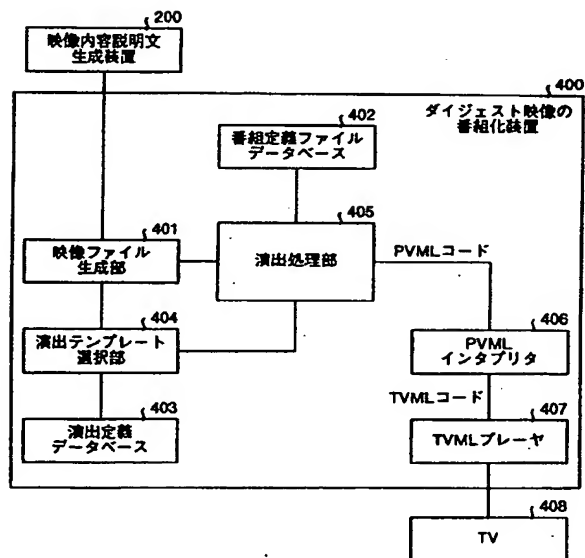 200
映像内容説明文
生成装置
400
ダイジェスト映像の
番組化装置
402
番組定義ファイル
データベース
401
映像ファイル
生成部
405
演出処理部
PVMLコード
404
演出テンプレート
選択部
406
PVML
インタプリタ
TVMLコード
403
演出定義
データベース
407
TVMLプレーヤ
408
TV